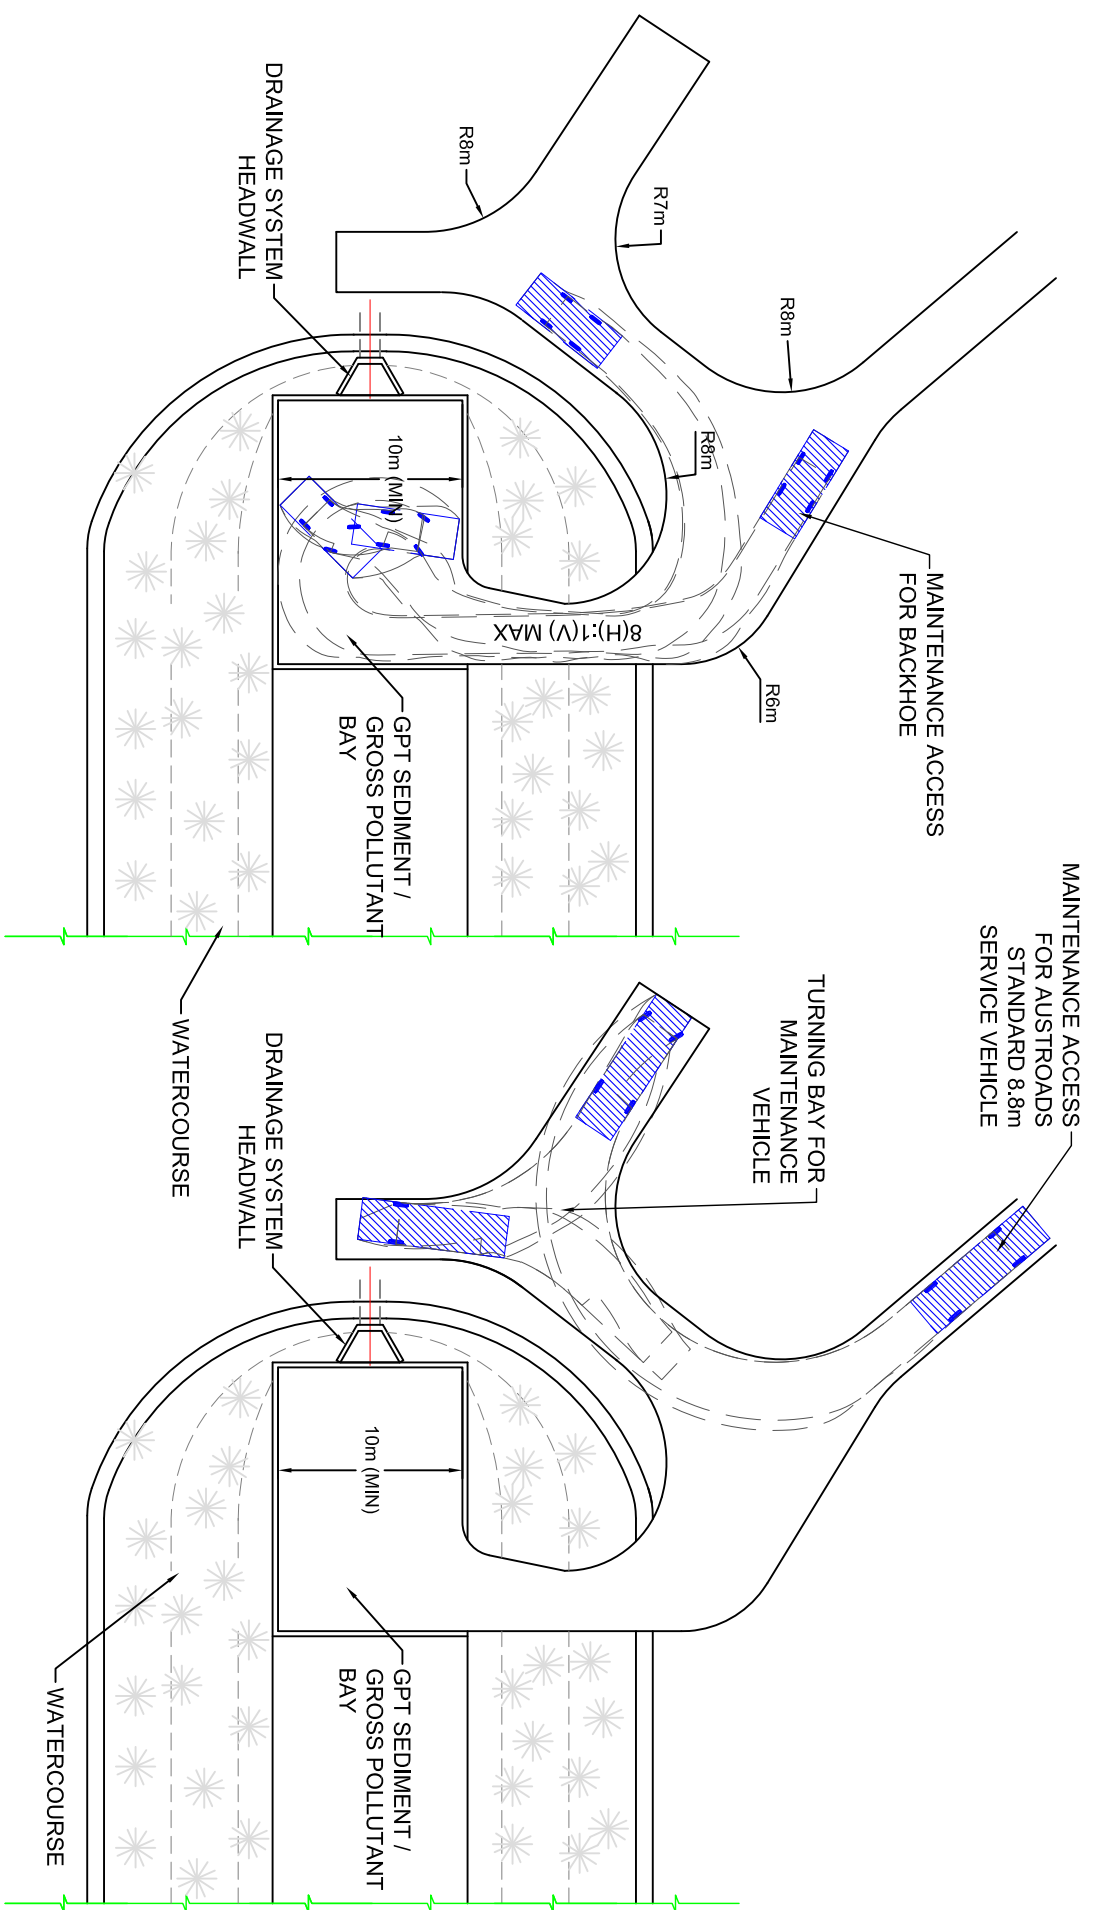 R8m
R7m
R8m
R8m
R6m
DRAINAGE SYSTEM
HEADWALL
10m (MIN)
8(H):1(V) MAX
MAINTENANCE ACCESS
FOR BACKHOE
GPT SEDIMENT /
GROSS POLLUTANT
BAY
WATERCOURSE
MAINTENANCE ACCESS
FOR AUSTROADS
STANDARD 8.8m
SERVICE VEHICLE
TURNING BAY FOR
MAINTENANCE
VEHICLE
DRAINAGE SYSTEM
HEADWALL
10m (MIN)
GPT SEDIMENT /
GROSS POLLUTANT
BAY
WATERCOURSE